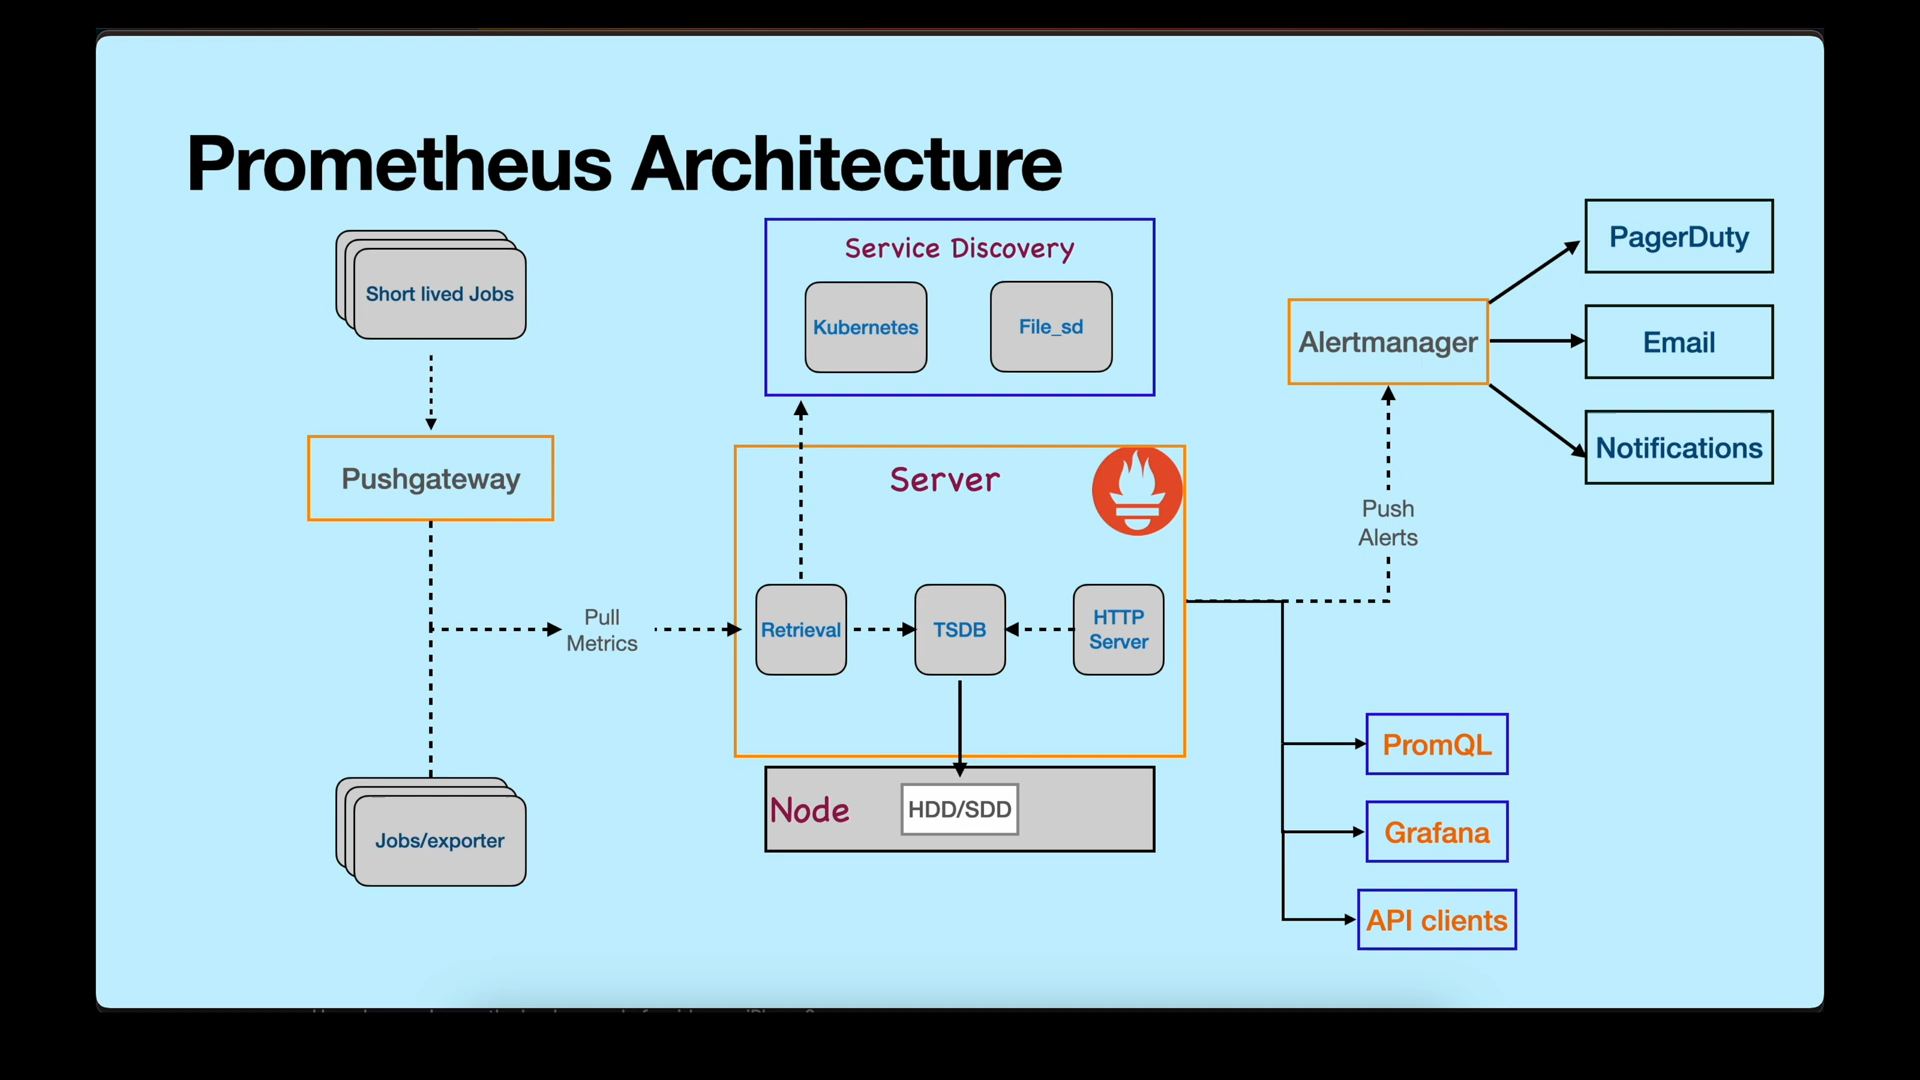 Prometheus Architecture
Short lived Jobs
Pushgateway
Jobs/exporter
Pull
Metrics
Service Discovery
Kubernetes
File_sd
Server
Retrieval
TSDB
HTTP
Server
Node
HDD/SDD
Alertmanager
Push
Alerts
PagerDuty
Email
Notifications
PromQL
Grafana
API clients